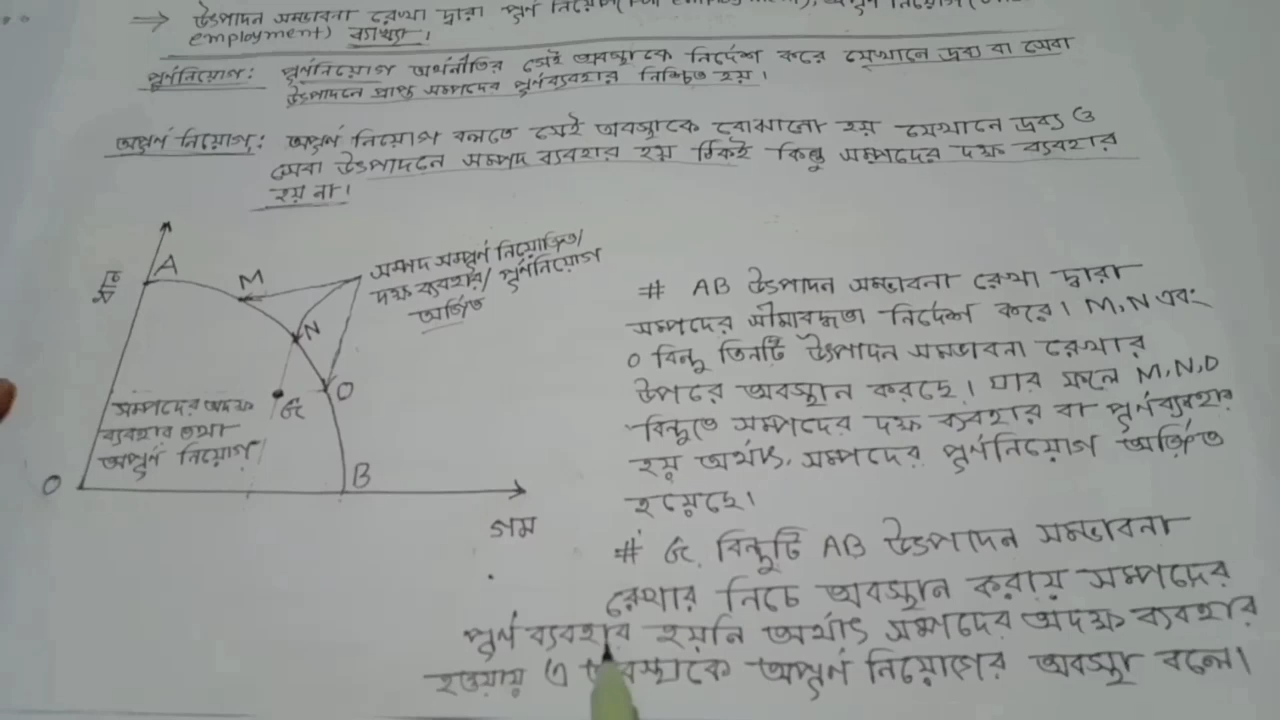 ⇒ উৎপাদন সম্ভাবনা রেখা দ্বারা পূর্ণ নিয়োগ
employment) ব্যাখ্যা।
পূর্ণনিয়োগ: পূর্ণনিয়োগ অর্থনীতির সেই অবস্থাকে নির্দেশ করে যেখানে দ্রব্য বা সেবা
উৎপাদনে প্রাপ্ত সম্পদের পূর্ণব্যবহার নিশ্চিত হয়।
অপূর্ণ নিয়োগ: অপূর্ণ নিয়োগ বলতে সেই অবস্থাকে বোঝানো হয় যেখানে দ্রব্য ও
সেবা উৎপাদনে সম্পদ ব্যবহার হয় ঠিকই কিন্তু সম্পদের দক্ষ ব্যবহার
হয় না।
A
M
N
O
G
B
O
গম
সম্পদ সম্পূর্ণ নিয়োজিত/
দক্ষ ব্যবহার/ পূর্ণনিয়োগ
অর্জিত
সম্পদের অদক্ষ
ব্যবহার তথা
অপূর্ণ নিয়োগ
# AB উৎপাদন সম্ভাবনা রেখা দ্বারা
সম্পদের সীমাবদ্ধতা নির্দেশ করে। M, N এবং
O বিন্দু তিনটি উৎপাদন সম্ভাবনা রেখার
উপরে অবস্থান করছে। যার ফলে M, N, O
বিন্দুতে সম্পদের দক্ষ ব্যবহার বা পূর্ণব্যবহার
হয় অর্থাৎ, সম্পদের পূর্ণনিয়োগ অর্জিত
হয়েছে।
# G বিন্দুটি AB উৎপাদন সম্ভাবনা
রেখার নিচে অবস্থান করায় সম্পদের
পূর্ণ ব্যবহার হয়নি অর্থাৎ সম্পদের অদক্ষ ব্যবহার
হওয়ায় এ অবস্থাকে অপূর্ণ নিয়োগের অবস্থা বলে।